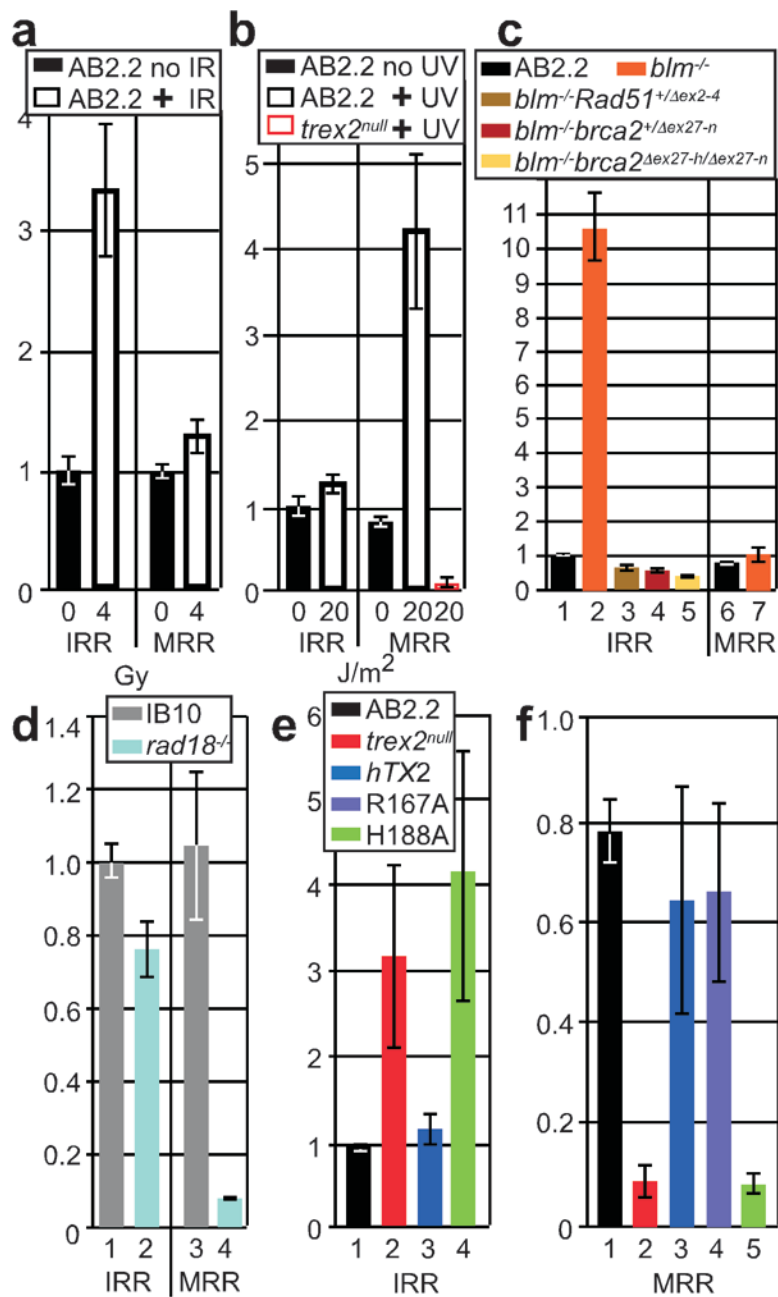 a
AB2.2 no IR
AB2.2 + IR
4
3
2
1
0
0 4 0 4
IRR MRR
Gy
b
AB2.2 no UV
AB2.2 + UV
trex2null + UV
5
4
3
2
1
0
0 20 0 20 20
IRR MRR
J/m2
c
AB2.2 blm-/-
blm-/-Rad51+/Δex2-4
blm-/-brca2+/Δex27-n
blm-/-brca2Δex27-h/Δex27-n
11
10
9
8
7
6
5
4
3
2
1
0
1 2 3 4 5 6 7
IRR MRR
d
IB10
rad18-/-
1.4
1.2
1.0
0.8
0.6
0.4
0.2
0
1 2 3 4
IRR MRR
e
AB2.2
trex2null
hTX2
R167A
H188A
6
5
4
3
2
1
0
1 2 3 4
IRR
f
1.0
0.8
0.6
0.4
0.2
0
1 2 3 4 5
MRR